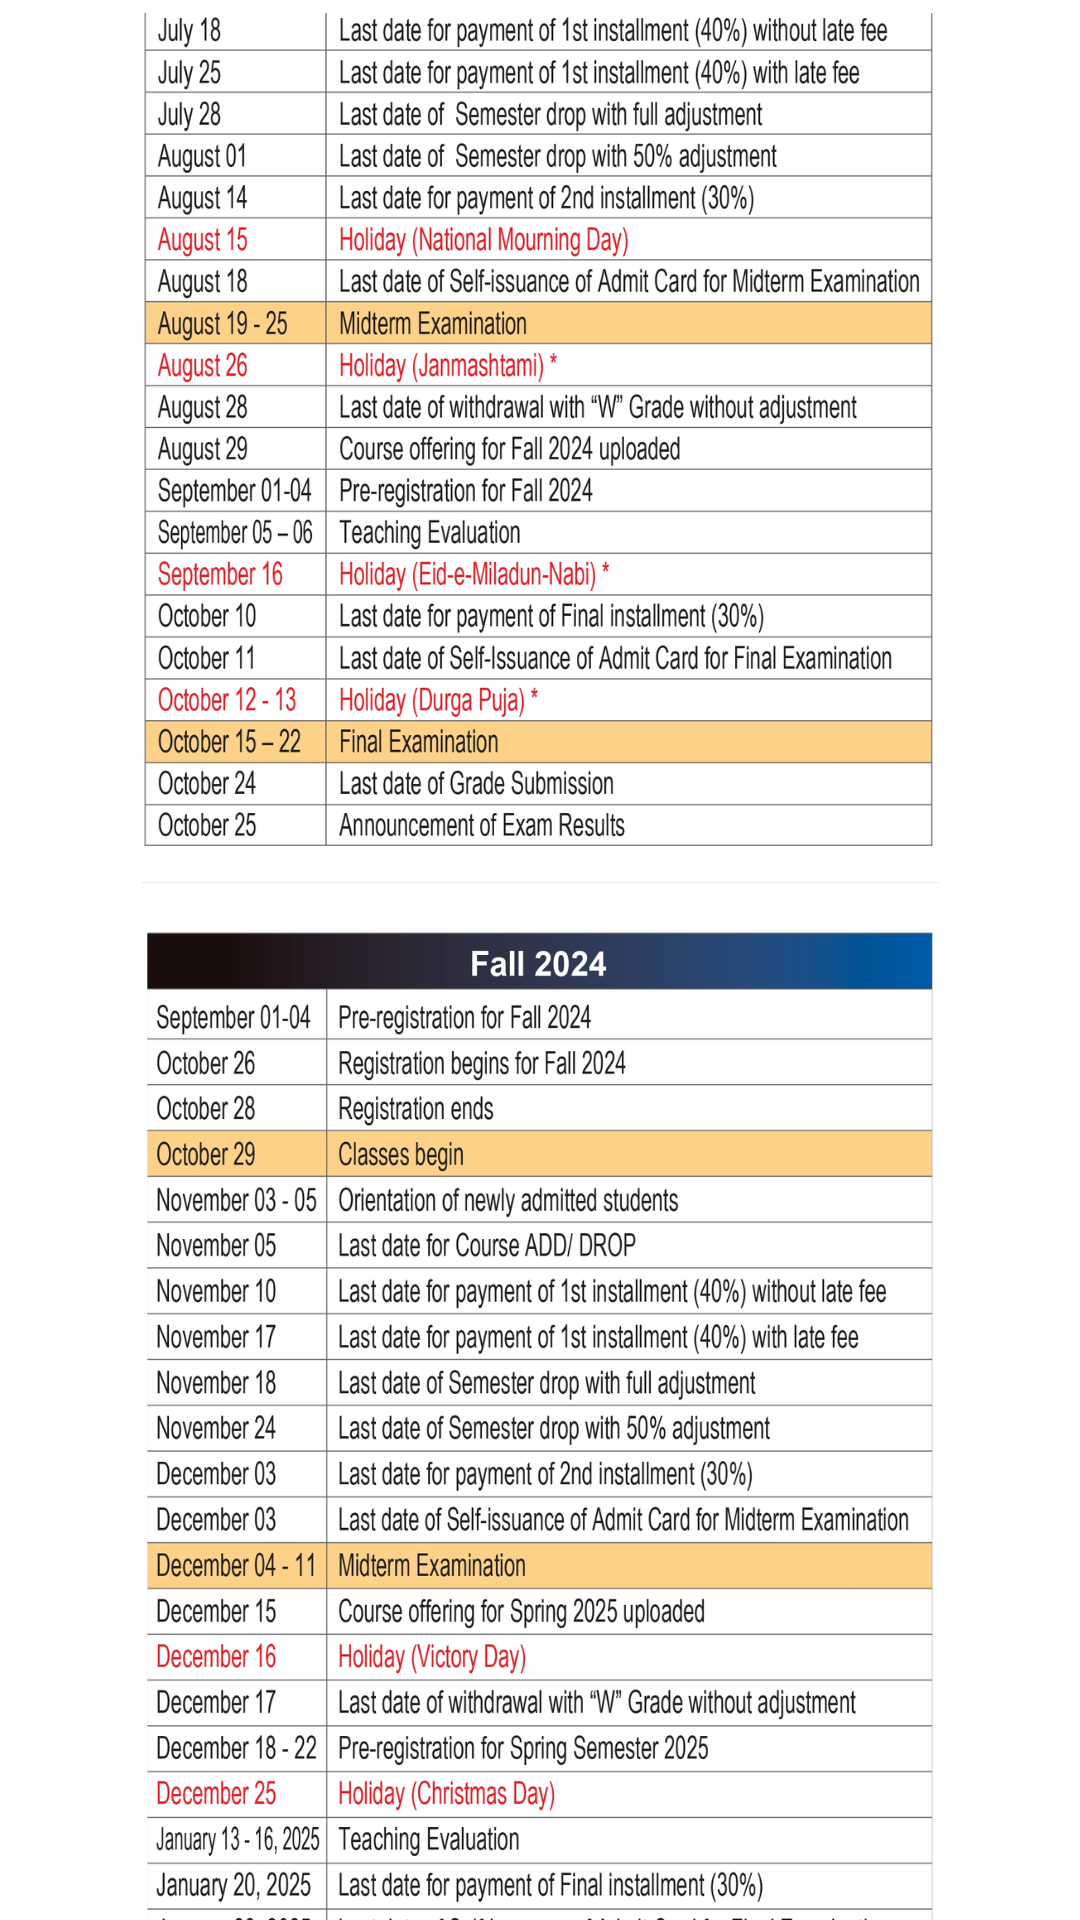 July 18 Last date for payment of 1st installment (40%) without late fee
July 25 Last date for payment of 1st installment (40%) with late fee
July 28 Last date of Semester drop with full adjustment
August 01 Last date of Semester drop with 50% adjustment
August 14 Last date for payment of 2nd installment (30%)
August 15 Holiday (National Mourning Day)
August 18 Last date of Self-issuance of Admit Card for Midterm Examination
August 19 - 25 Midterm Examination
August 26 Holiday (Janmashtami) *
August 28 Last date of withdrawal with “W” Grade without adjustment
August 29 Course offering for Fall 2024 uploaded
September 01-04 Pre-registration for Fall 2024
September 05 – 06 Teaching Evaluation
September 16 Holiday (Eid-e-Miladun-Nabi) *
October 10 Last date for payment of Final installment (30%)
October 11 Last date of Self-Issuance of Admit Card for Final Examination
October 12 - 13 Holiday (Durga Puja) *
October 15 – 22 Final Examination
October 24 Last date of Grade Submission
October 25 Announcement of Exam Results
Fall 2024
September 01-04 Pre-registration for Fall 2024
October 26 Registration begins for Fall 2024
October 28 Registration ends
October 29 Classes begin
November 03 - 05 Orientation of newly admitted students
November 05 Last date for Course ADD/ DROP
November 10 Last date for payment of 1st installment (40%) without late fee
November 17 Last date for payment of 1st installment (40%) with late fee
November 18 Last date of Semester drop with full adjustment
November 24 Last date of Semester drop with 50% adjustment
December 03 Last date for payment of 2nd installment (30%)
December 03 Last date of Self-issuance of Admit Card for Midterm Examination
December 04 - 11 Midterm Examination
December 15 Course offering for Spring 2025 uploaded
December 16 Holiday (Victory Day)
December 17 Last date of withdrawal with “W” Grade without adjustment
December 18 - 22 Pre-registration for Spring Semester 2025
December 25 Holiday (Christmas Day)
January 13 - 16, 2025 Teaching Evaluation
January 20, 2025 Last date for payment of Final installment (30%)